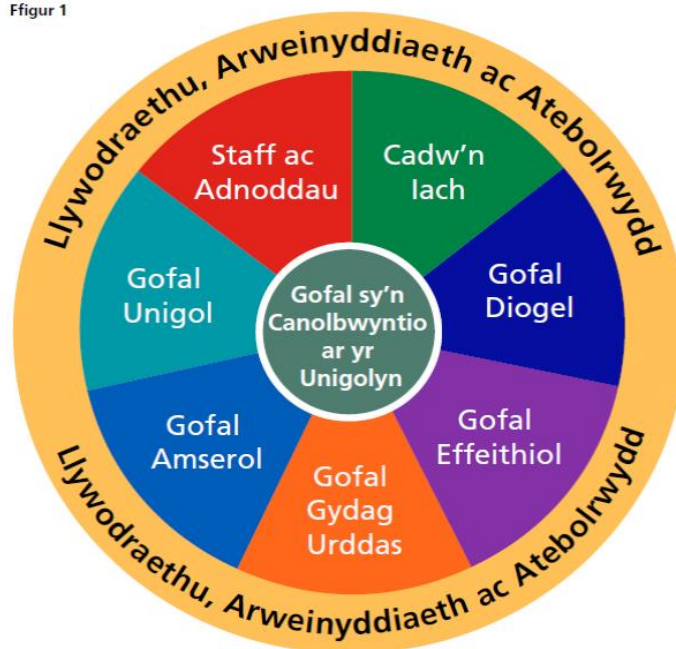 Ffigur 1
Llywodraethu, Arweinyddiaeth ac Atebolrwydd
Staff ac
Adnoddau
Cadw'n
Iach
Gofal
Unigol
Gofal sy'n
Canolbwyntio
ar yr
Unigolyn
Gofal
Diogel
Gofal
Amserol
Gofal
Gydag
Urddas
Gofal
Effeithiol
Llywodraethu, Arweinyddiaeth ac Atebolrwydd